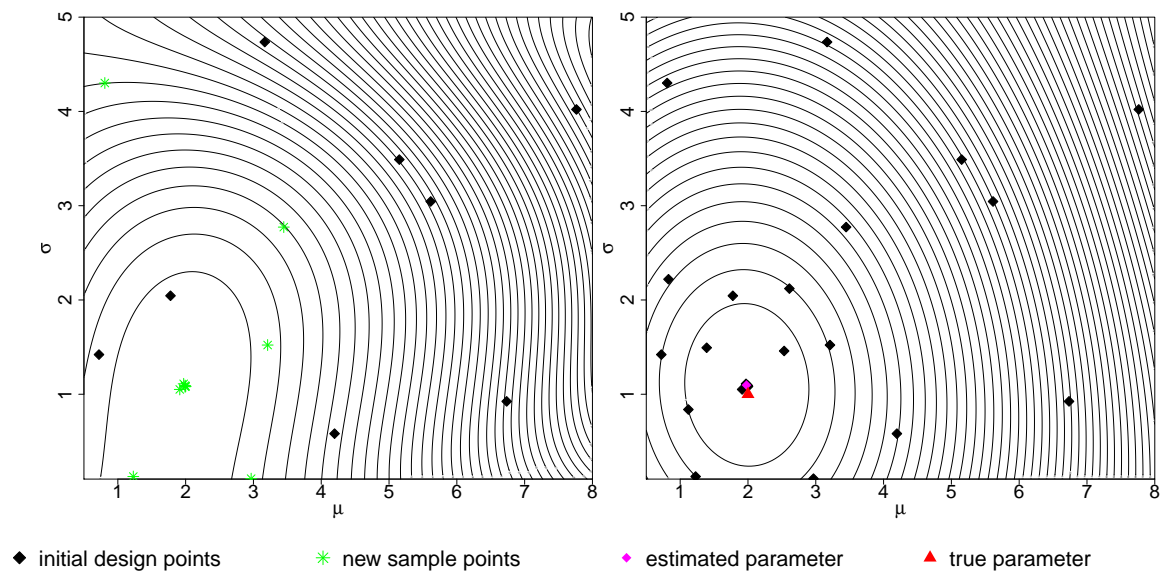 5
4
3
2
1
σ
1 2 3 4 5 6 7 8
μ
5
4
3
2
1
σ
1 2 3 4 5 6 7 8
μ
initial design points
new sample points
estimated parameter
true parameter